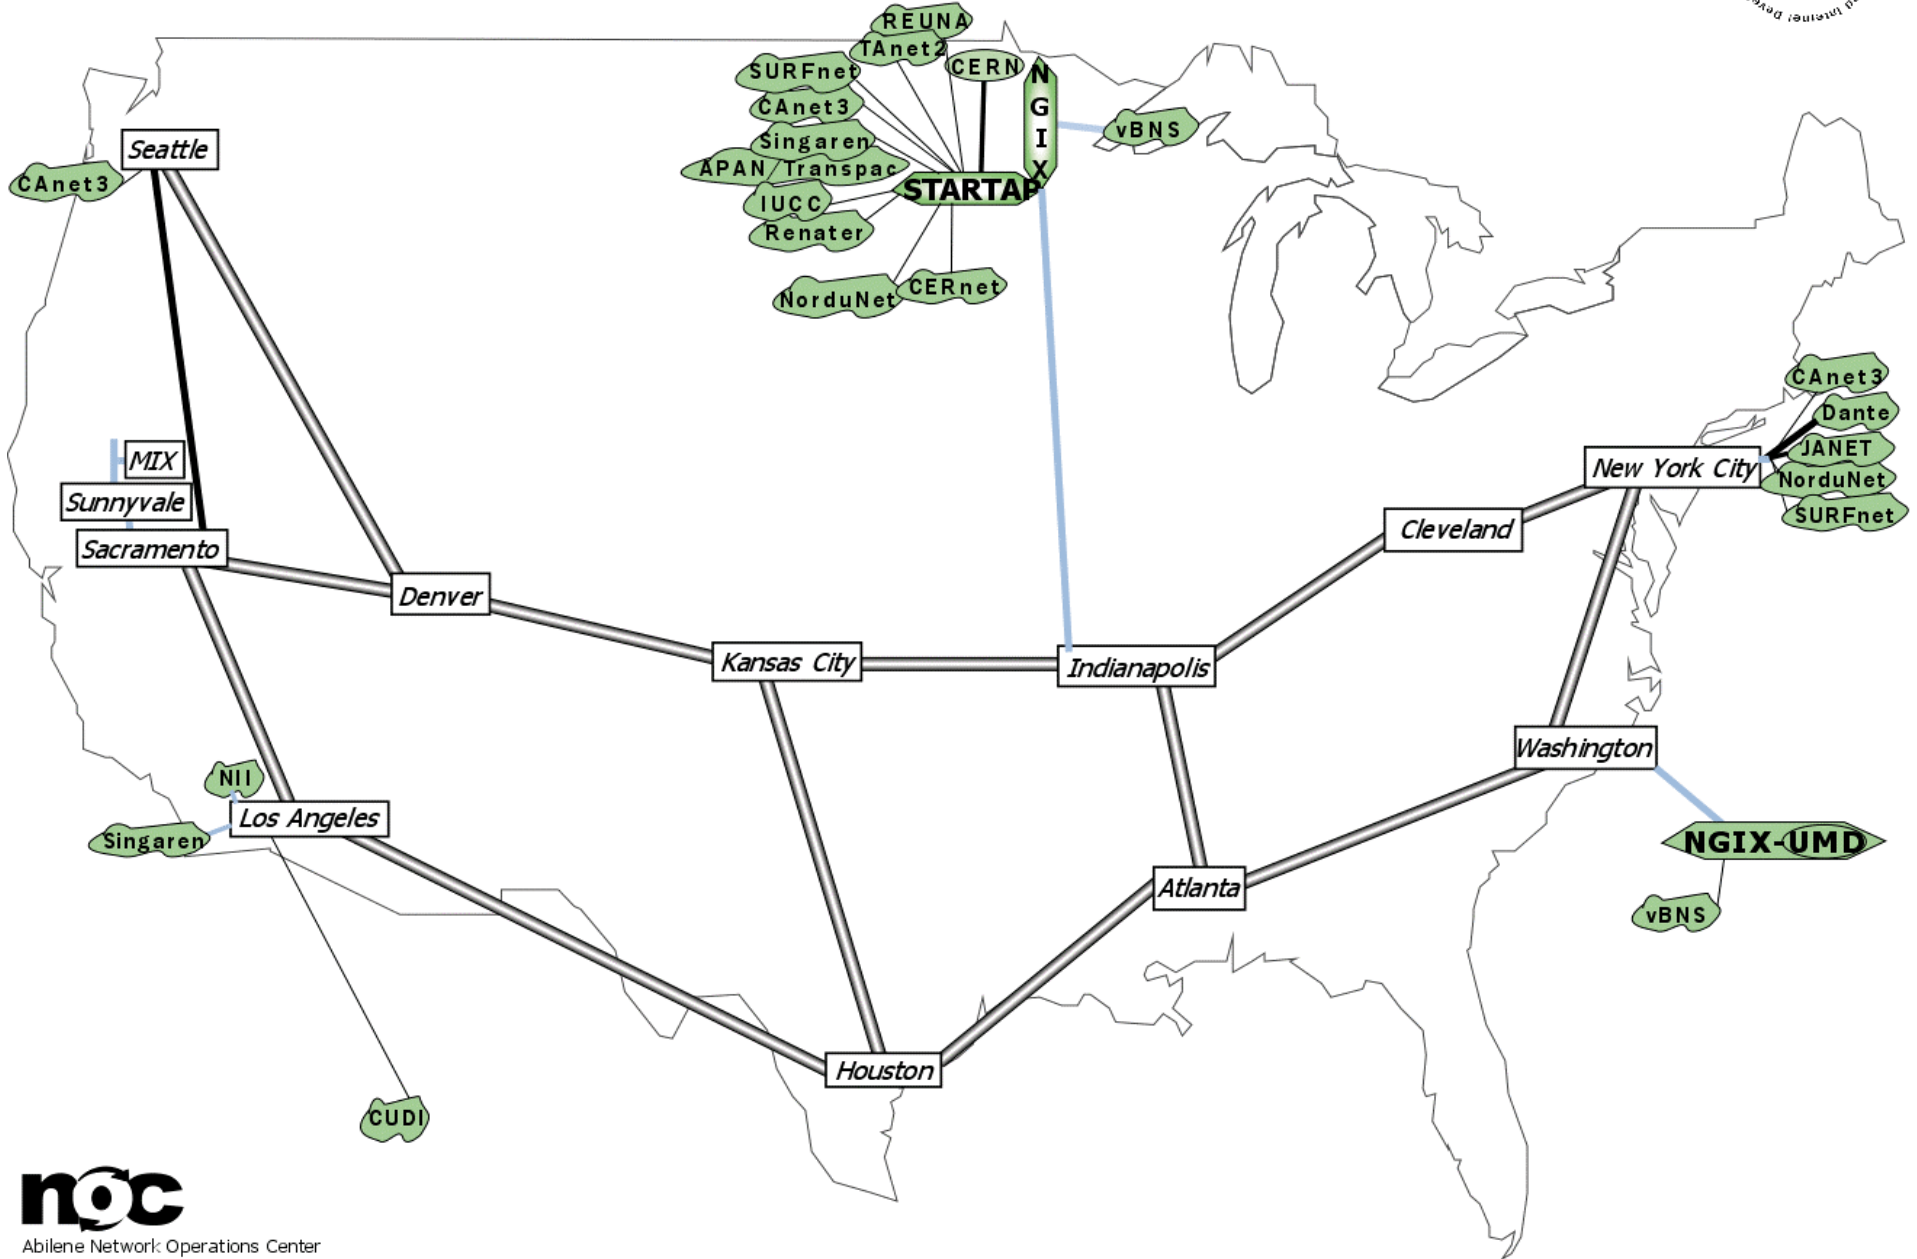 REUNA
TAnet2
CERN
SURFnet
CAnet3
Singaren
APAN / Transpac
IUCC
Renater
NorduNet
CERnet
STARTAP
NGIX
vBNS
Seattle
CAnet3
MIX
Sunnyvale
Sacramento
Denver
Kansas City
Indianapolis
Cleveland
New York City
CAnet3
Dante
JANET
NorduNet
SURFnet
Washington
NGIX-UMD
vBNS
Atlanta
NII
Los Angeles
Singaren
Houston
CUDI
noc
Abilene Network Operations Center